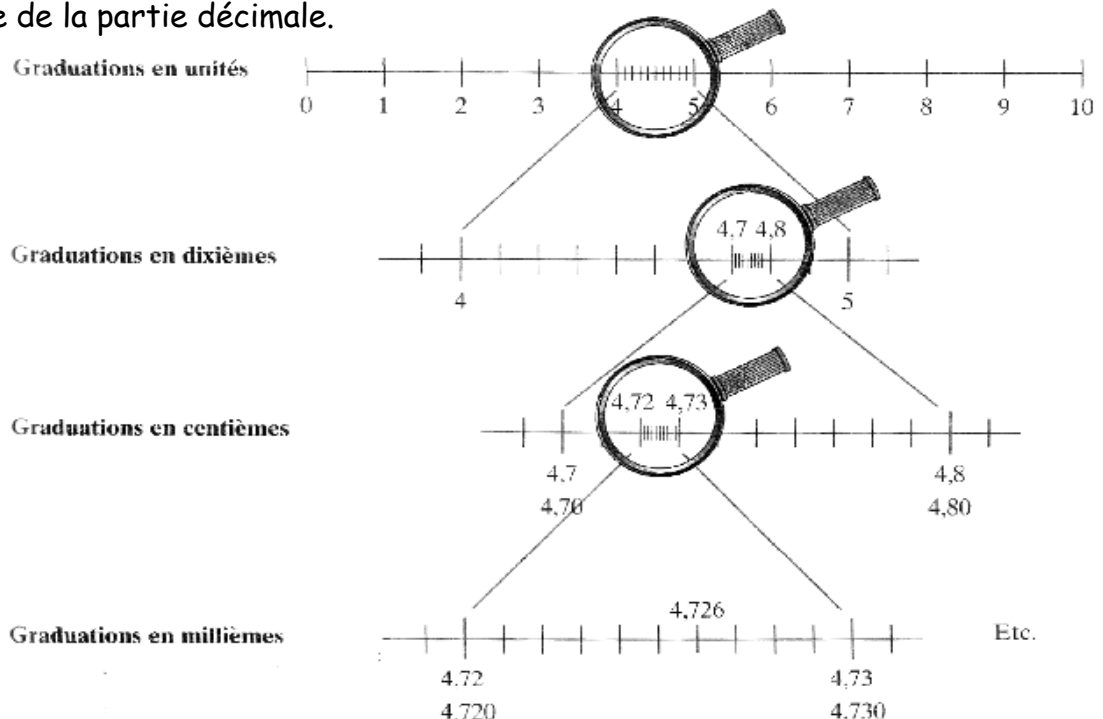 e de la partie décimale.
Graduations en unités
0 1 2 3 4 5 6 7 8 9 10
4,7 4,8
Graduations en dixièmes
4 5
4,72 4,73
Graduations en centièmes
4,7 4,8
4,70 4,80
4,726
Graduations en millièmes Etc.
4.72 4,73
4.720 4.730